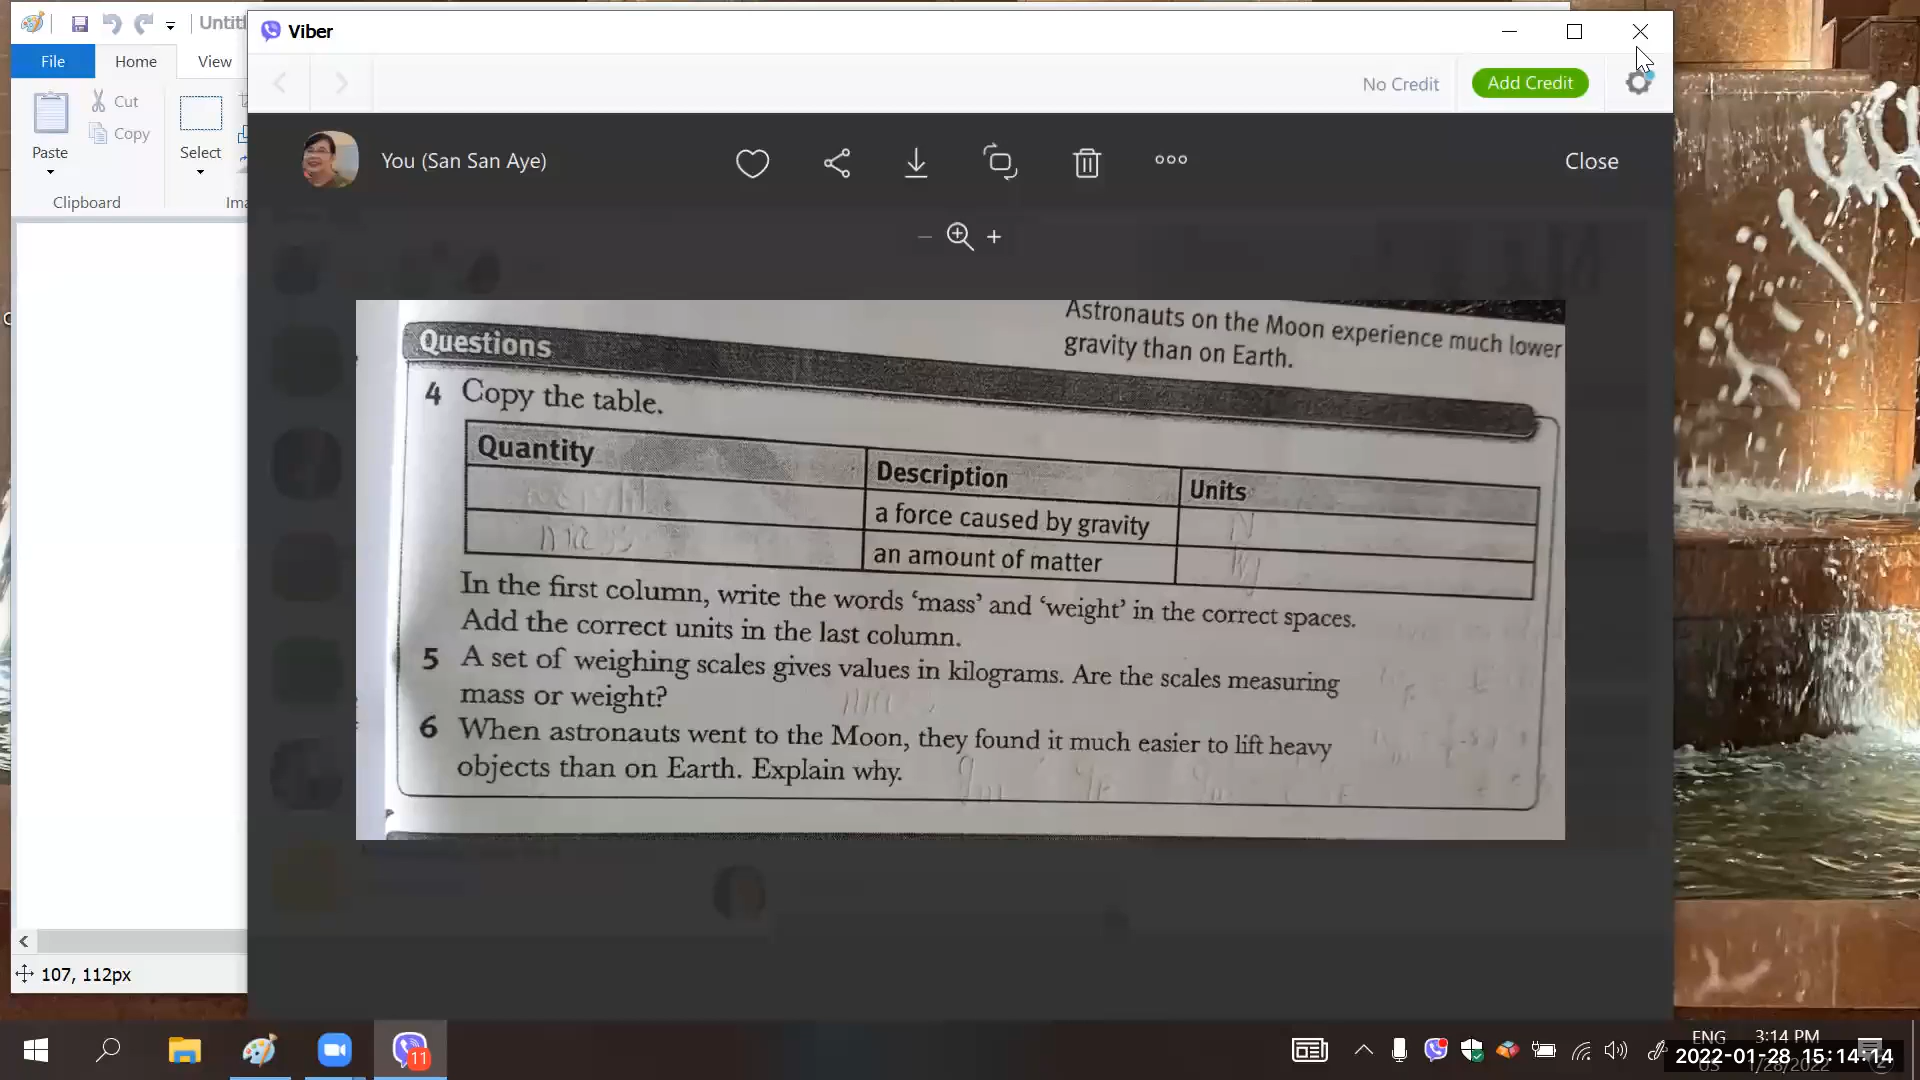 Untitl
Viber
File
Home
View
No Credit
Add Credit
Cut
Copy
Paste
Select
Clipboard
Ima
You (San San Aye)
Close
Astronauts on the Moon experience much lower
gravity than on Earth.
Questions
4 Copy the table.
Quantity Description Units
a force caused by gravity N
mass an amount of matter
In the first column, write the words ‘mass’ and ‘weight’ in the correct spaces.
Add the correct units in the last column.
5 A set of weighing scales gives values in kilograms. Are the scales measuring
mass or weight?
6 When astronauts went to the Moon, they found it much easier to lift heavy
objects than on Earth. Explain why.
107, 112px
11
ENG
3:14 PM
2022-01-28 15:14:14